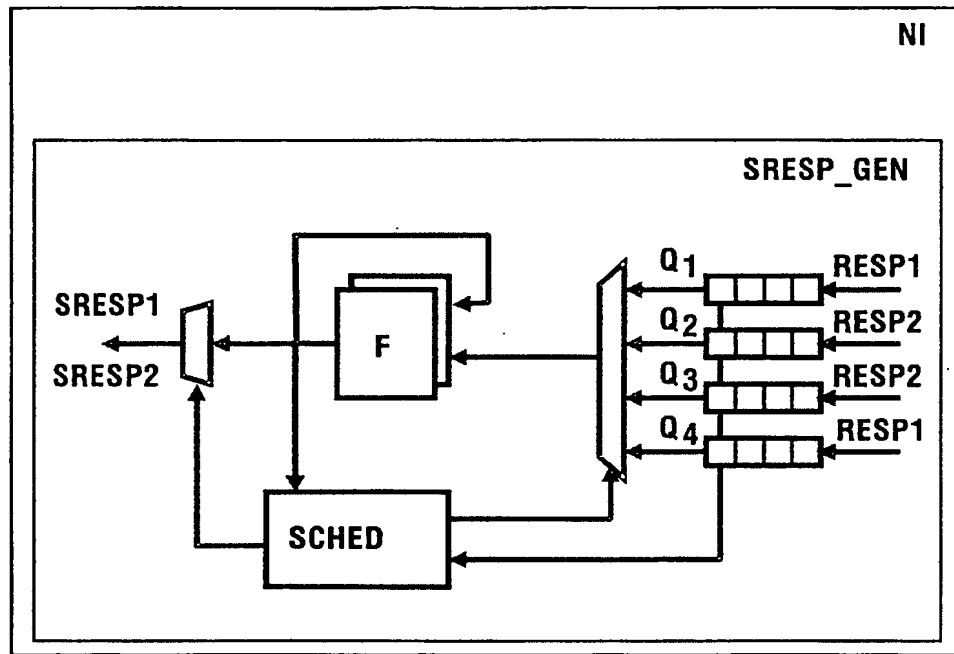 NI
SRESP_GEN
Q1 RESP1
SRESP1 Q2 RESP2
F
SRESP2 Q3 RESP2
Q4 RESP1
SCHED